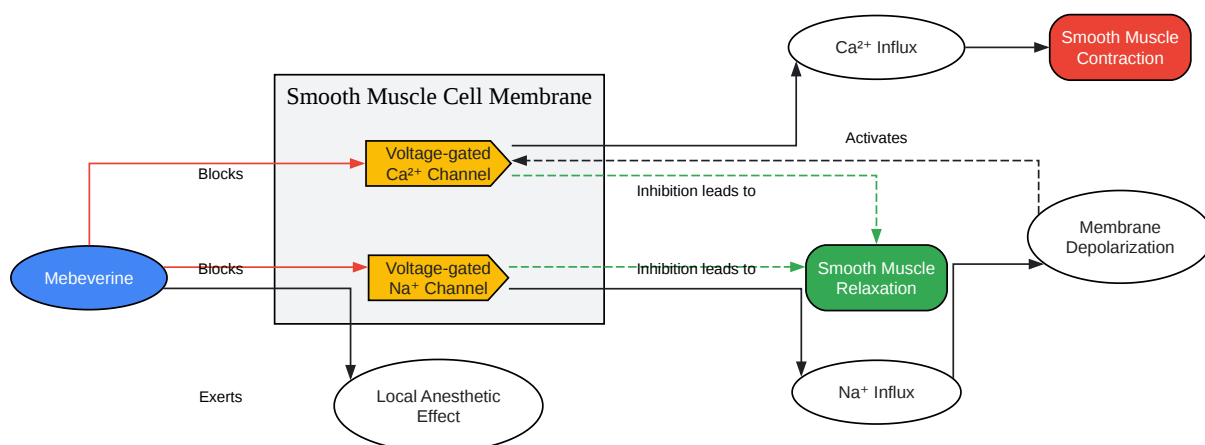 Ca²⁺ Influx
Smooth Muscle
Contraction
Smooth Muscle Cell Membrane
Activates
Voltage-gated
Ca²⁺ Channel
Blocks
Inhibition leads to
Membrane
Depolarization
Mebeverine
Blocks
Voltage-gated
Na⁺ Channel
Inhibition leads to
Smooth Muscle
Relaxation
Exerts
Local Anesthetic
Effect
Na⁺ Influx